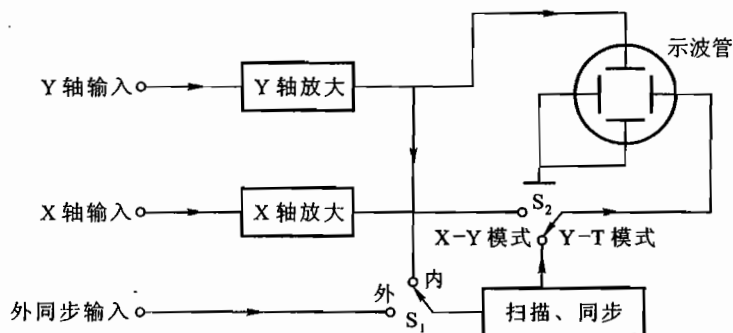 示波管
Y 轴输入
Y 轴放大
X 轴输入
X 轴放大
S2
X-Y 模式
Y-T 模式
内
外
外同步输入
S1
扫描、同步